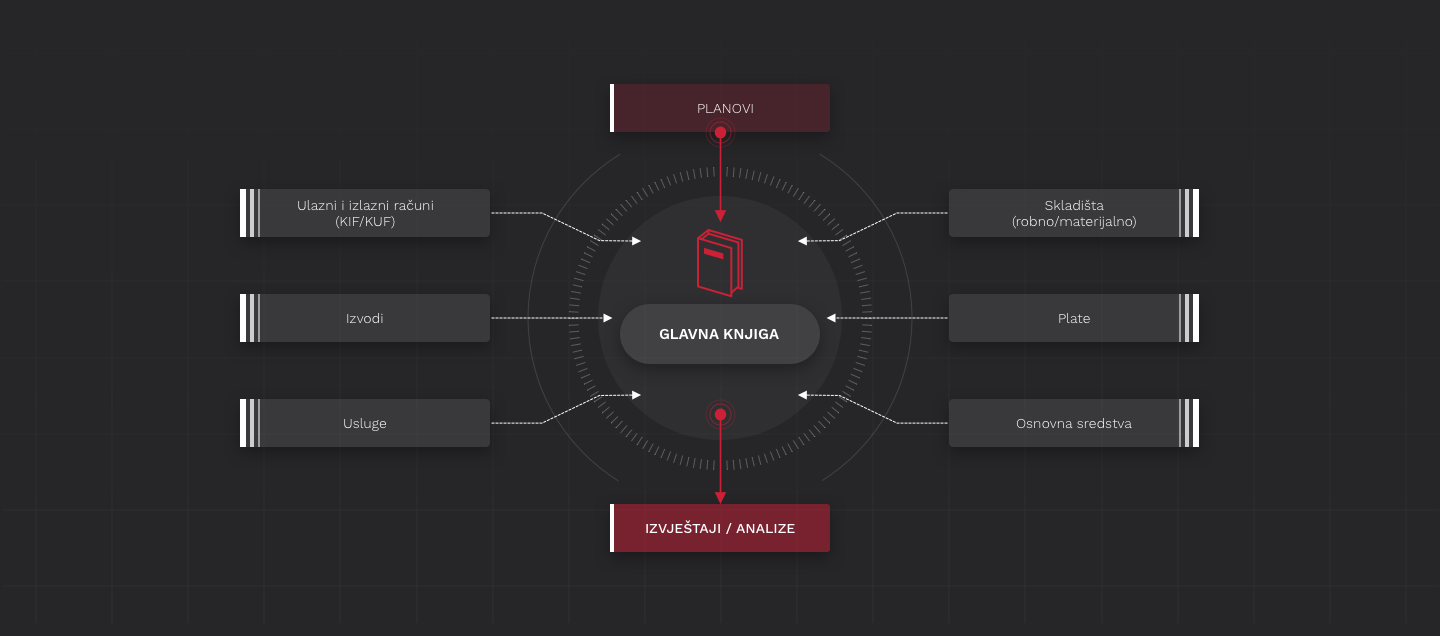 PLANOVI
Ulazni i izlazni računi
(KIF/KUF)
Skladišta
(robno/materijalno)
Izvodi
GLAVNA KNJIGA
Plate
Usluge
Osnovna sredstva
IZVJEŠTAJI / ANALIZE